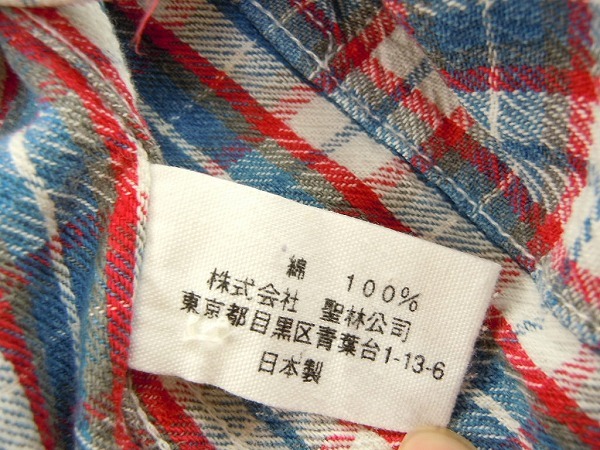 綿 100%
株式会社 聖林公司
東京都目黒区青葉台1-13-6
日本製